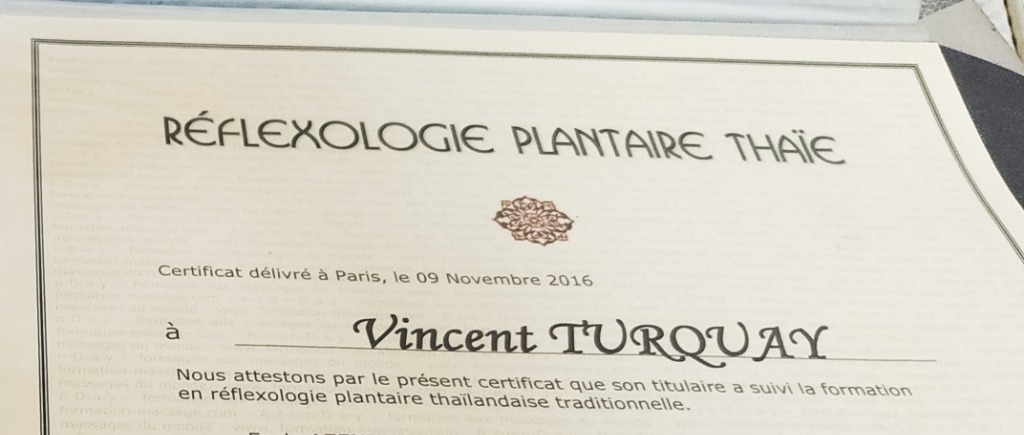 RÉFLEXOLOGIE PLANTAIRE THAÏE
Certificat délivré à Paris, le 09 Novembre 2016
à Vincent TURQUAY
Nous attestons par le présent certificat que son titulaire a suivi la formation
en réflexologie plantaire thaïlandaise traditionnelle.